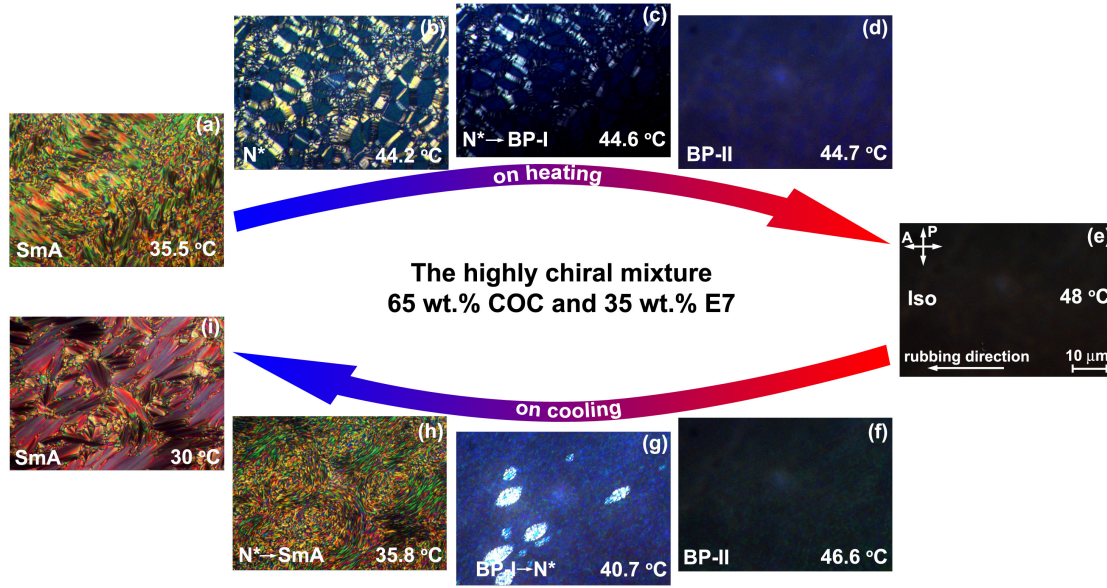 (a)
SmA 35.5 °C
(b)
N* 44.2 °C
(c)
N*→BP-I 44.6 °C
(d)
BP-II 44.7 °C
on heating
A P (e)
Iso 48 °C
rubbing direction 10 μm
The highly chiral mixture
65 wt.% COC and 35 wt.% E7
on cooling
(f)
BP-II 46.6 °C
(g)
BP-I→N* 40.7 °C
(h)
N*→SmA 35.8 °C
(i)
SmA 30 °C